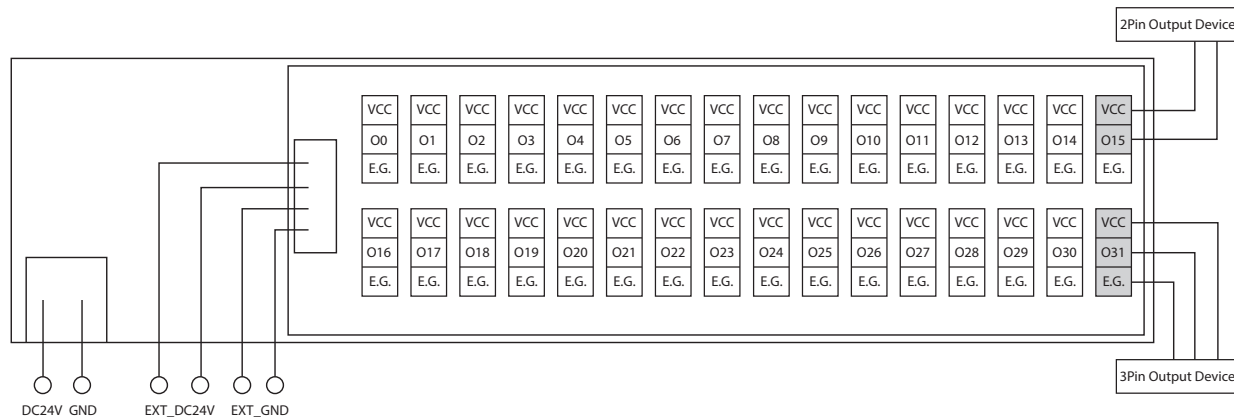 2Pin Output Device
VCC VCC VCC VCC VCC VCC VCC VCC VCC VCC VCC VCC VCC VCC VCC VCC
O0 O1 O2 O3 O4 O5 O6 O7 O8 O9 O10 O11 O12 O13 O14 O15
E.G. E.G. E.G. E.G. E.G. E.G. E.G. E.G. E.G. E.G. E.G. E.G. E.G. E.G. E.G. E.G.
VCC VCC VCC VCC VCC VCC VCC VCC VCC VCC VCC VCC VCC VCC VCC VCC
O16 O17 O18 O19 O20 O21 O22 O23 O24 O25 O26 O27 O28 O29 O30 O31
E.G. E.G. E.G. E.G. E.G. E.G. E.G. E.G. E.G. E.G. E.G. E.G. E.G. E.G. E.G. E.G.
3Pin Output Device
DC24V GND EXT_DC24V EXT_GND